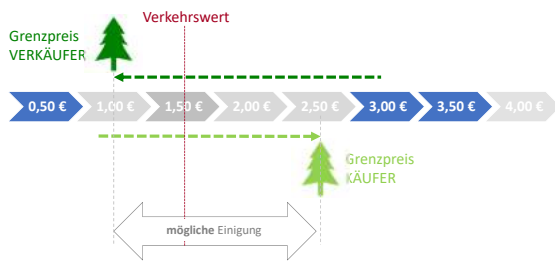 Verkehrswert
Grenzpreis
VERKÄUFER
0,50 € 1,00 € 1,50 € 2,00 € 2,50 € 3,00 € 3,50 € 4,00 €
Grenzpreis
KÄUFER
mögliche Einigung